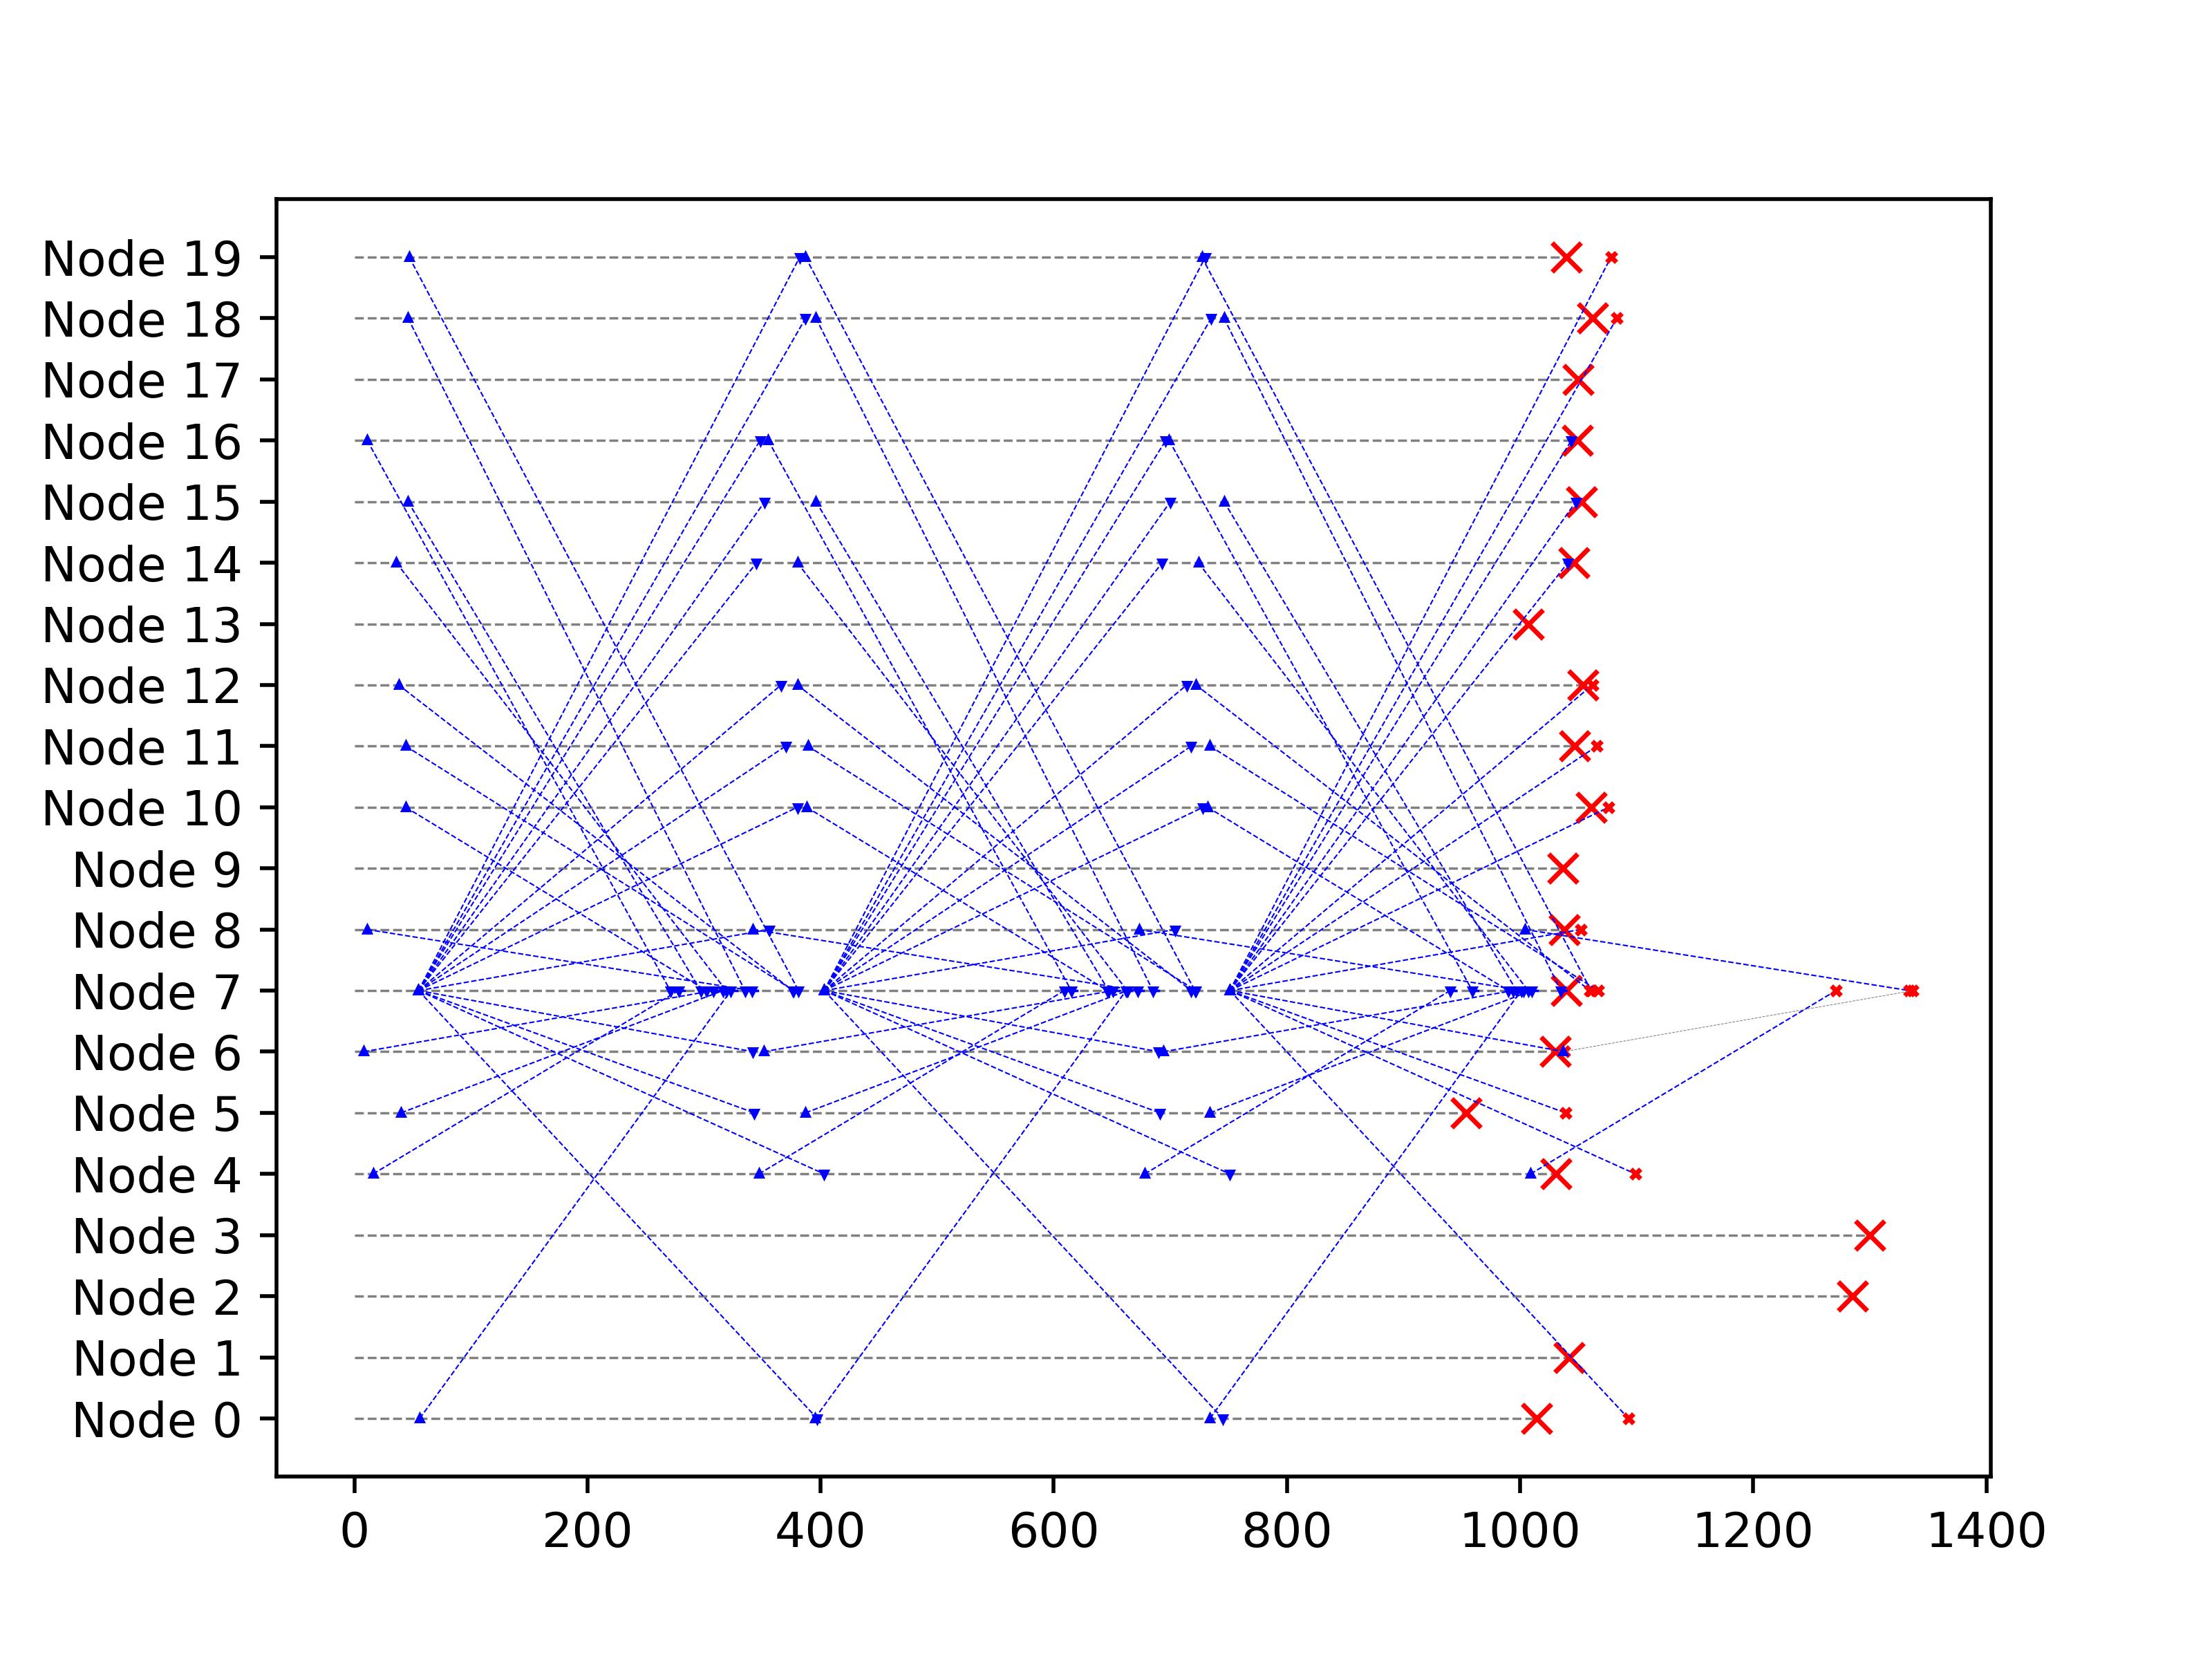 Node 19
Node 18
Node 17
Node 16
Node 15
Node 14
Node 13
Node 12
Node 11
Node 10
Node 9
Node 8
Node 7
Node 6
Node 5
Node 4
Node 3
Node 2
Node 1
Node 0
0 200 400 600 800 1000 1200 1400